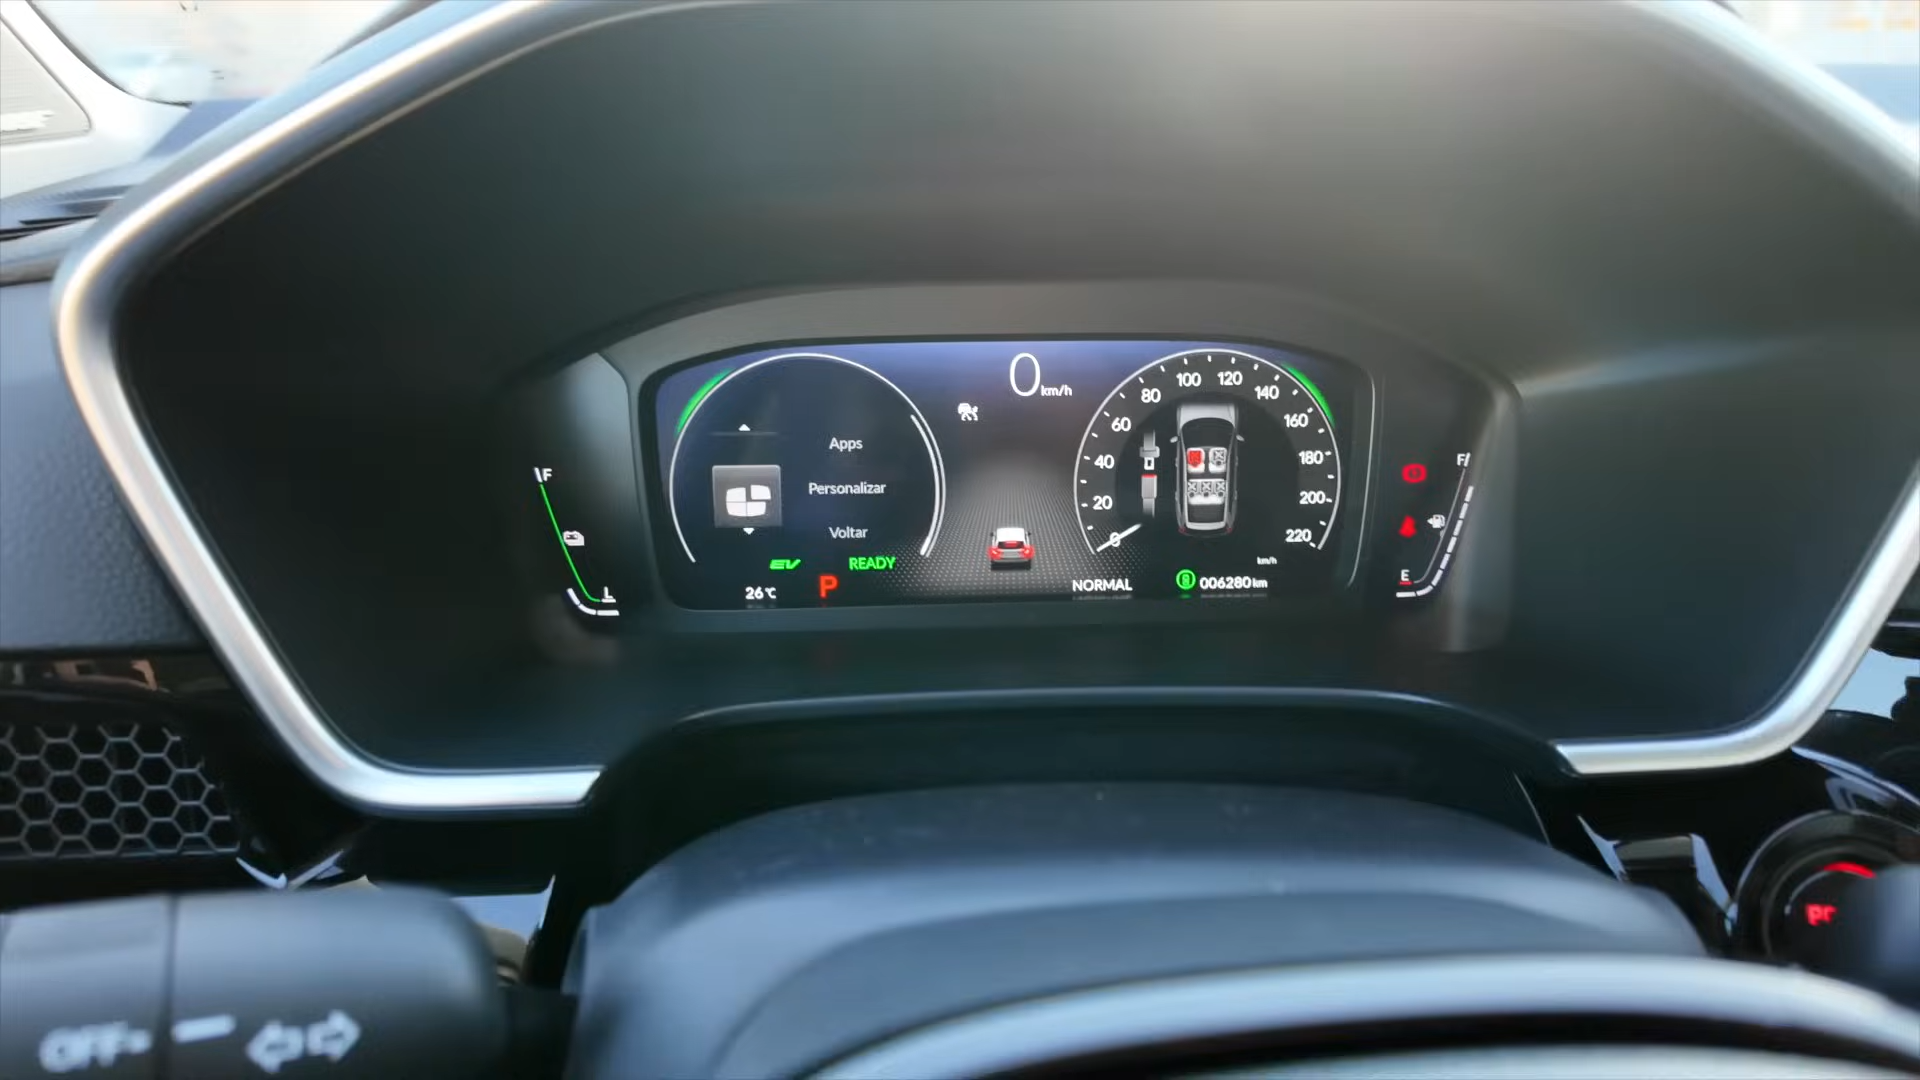 0 km/h
80 100 120 140
60 160
40 180
20 200
0 220
km/h
F
L
Apps
Personalizar
Voltar
EV READY
26°C P
NORMAL 006280 km
F
E
OFF